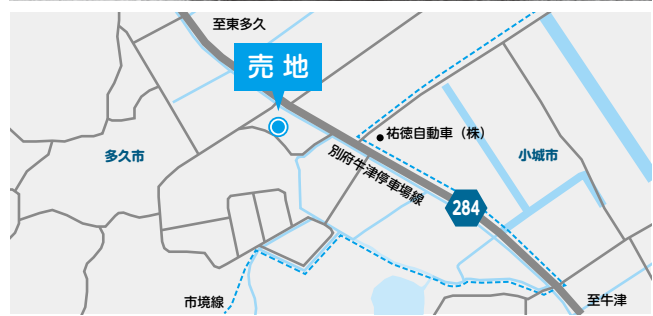 至東多久
売地
祐徳自動車（株）
多久市
小城市
別府牛津停車場線
284
市境線
至牛津